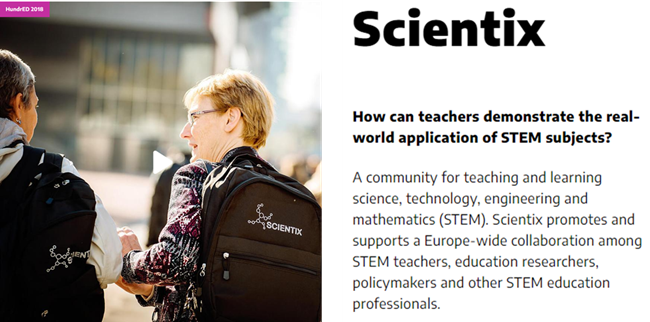 HundrED 2018
Scientix
How can teachers demonstrate the real-
world application of STEM subjects?
A community for teaching and learning
science, technology, engineering and
mathematics (STEM). Scientix promotes and
supports a Europe-wide collaboration among
STEM teachers, education researchers,
policymakers and other STEM education
professionals.
SCIENTIX